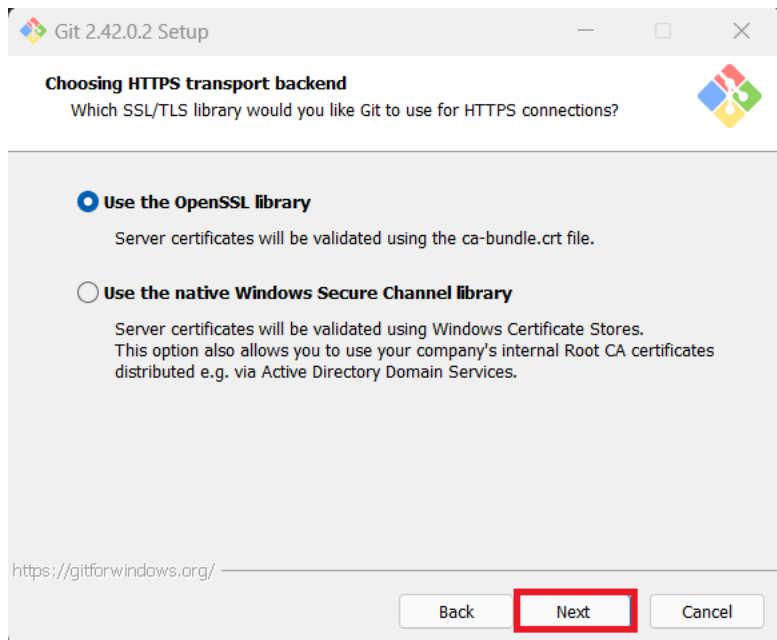 Git 2.42.0.2 Setup
Choosing HTTPS transport backend
Which SSL/TLS library would you like Git to use for HTTPS connections?
Use the OpenSSL library
Server certificates will be validated using the ca-bundle.crt file.
Use the native Windows Secure Channel library
Server certificates will be validated using Windows Certificate Stores.
This option also allows you to use your company's internal Root CA certificates
distributed e.g. via Active Directory Domain Services.
https://gitforwindows.org/
Back Next Cancel